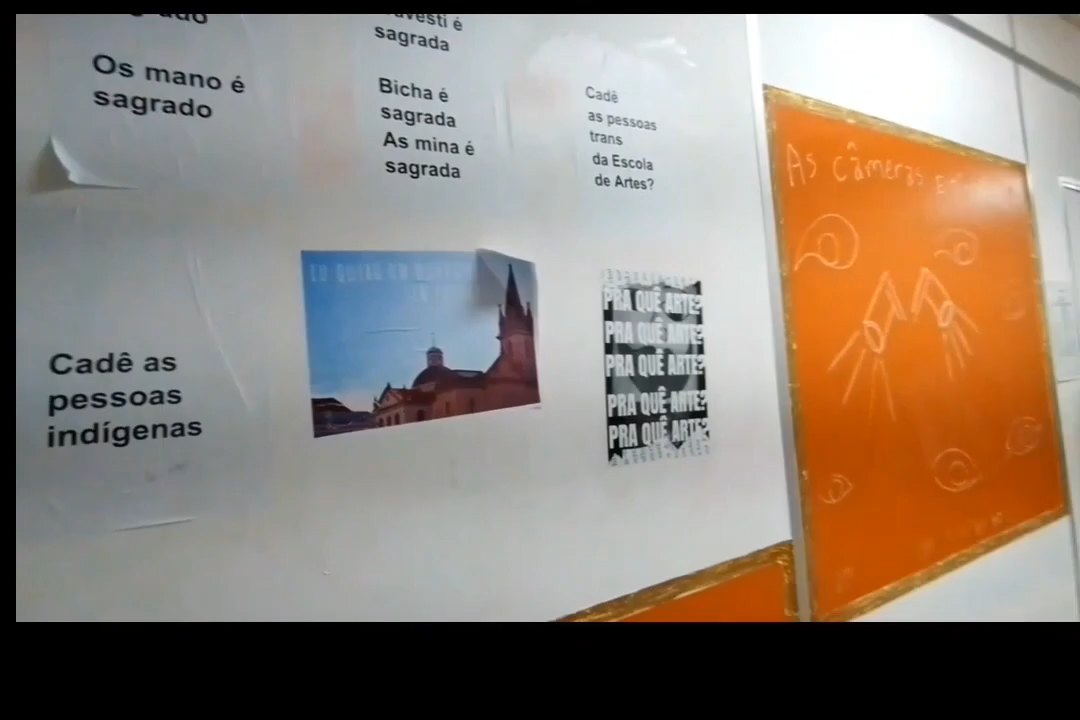 Os mano é
sagrado
sagrada
Bicha é
sagrada
As mina é
sagrada
Cadê
as pessoas
trans
da Escola
de Artes?
Cadê as
pessoas
indígenas
EU
PRA QUÊ ARTE?
PRA QUÊ ARTE?
PRA QUÊ ARTE?
PRA QUÊ ARTE?
PRA QUÊ ARTE?
As câmeras